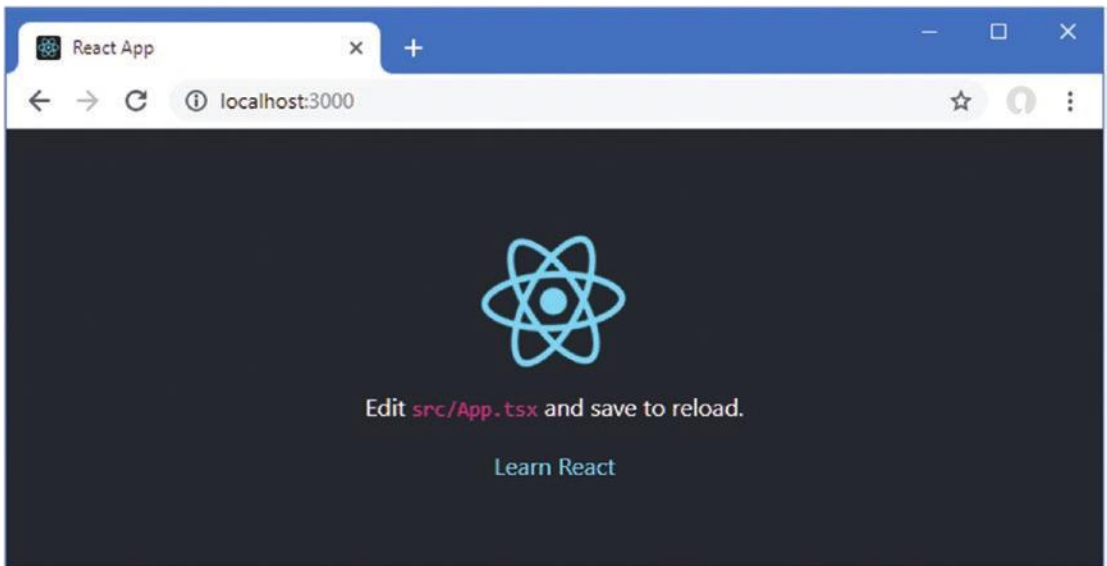 React App
localhost:3000
Edit src/App.tsx and save to reload.
Learn React